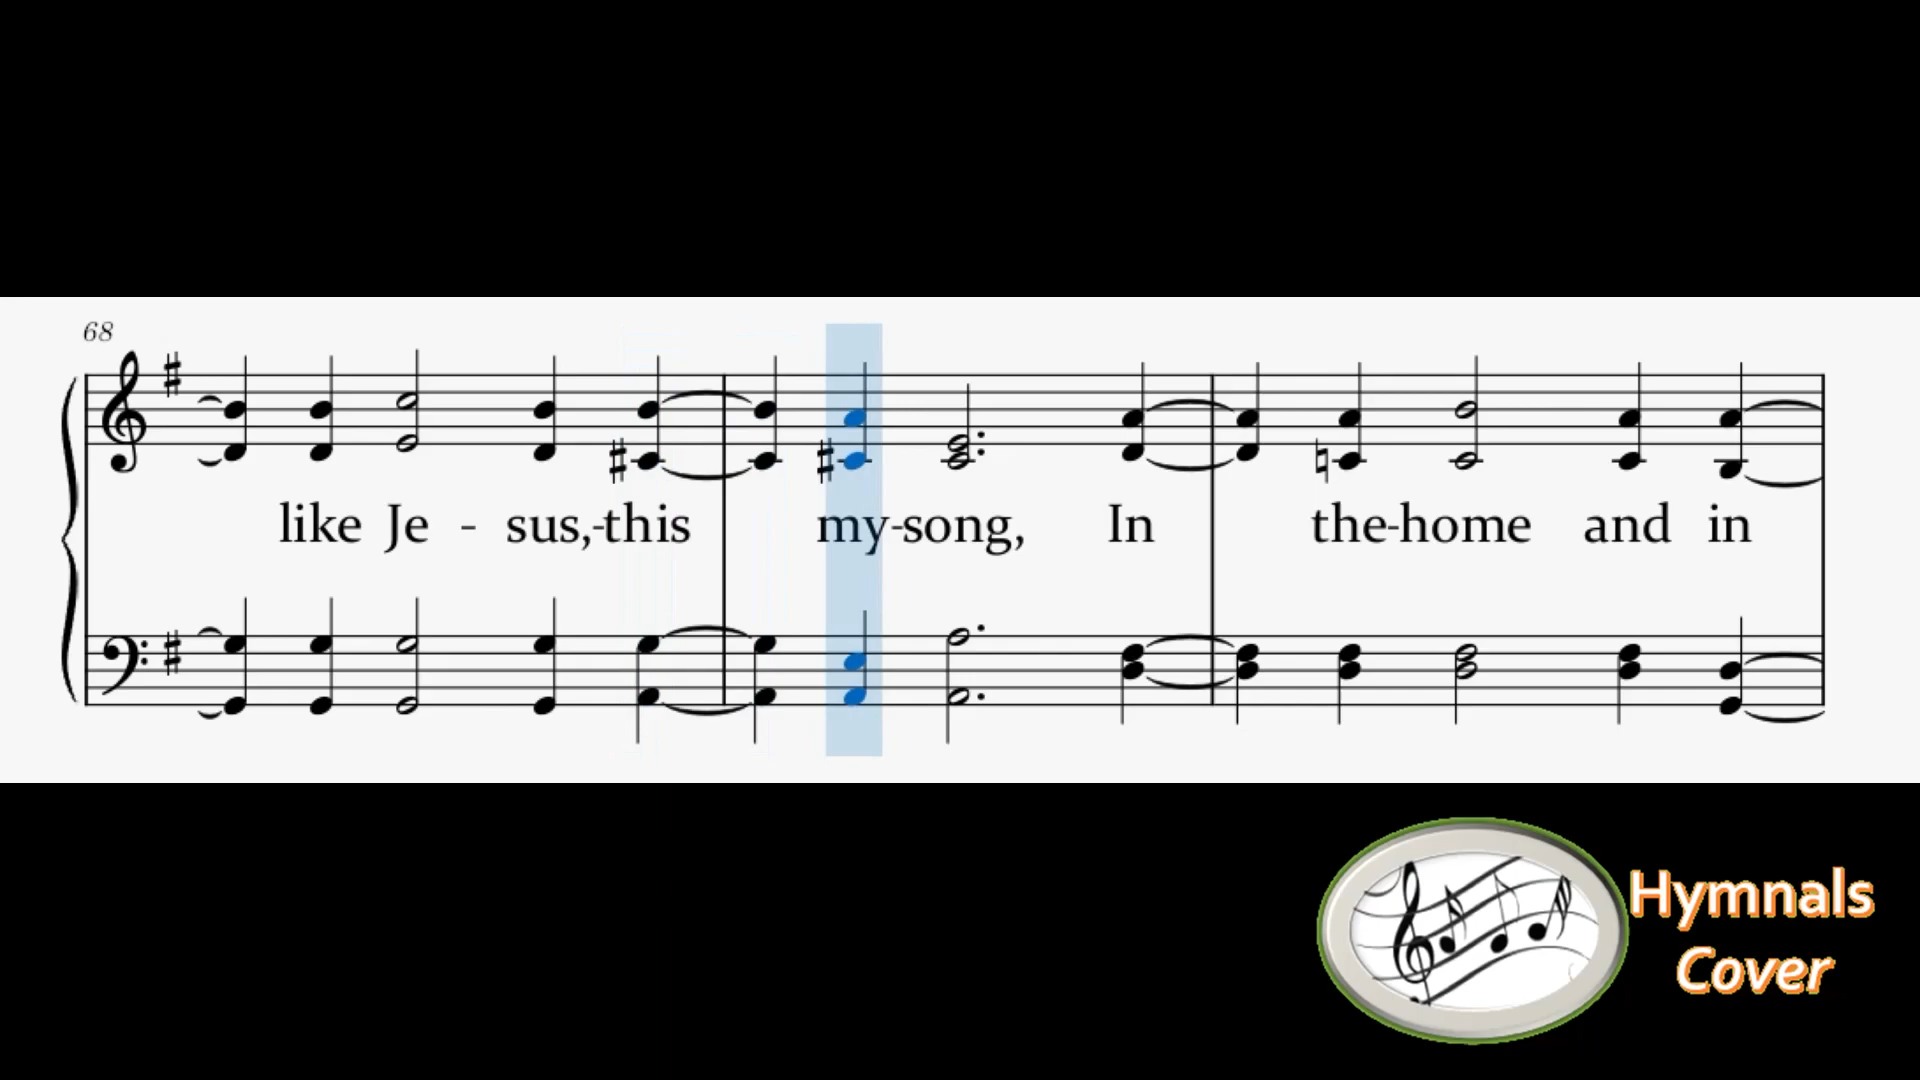 68
like Je - sus,-this my-song, In the-home and in
Hymnals
Cover